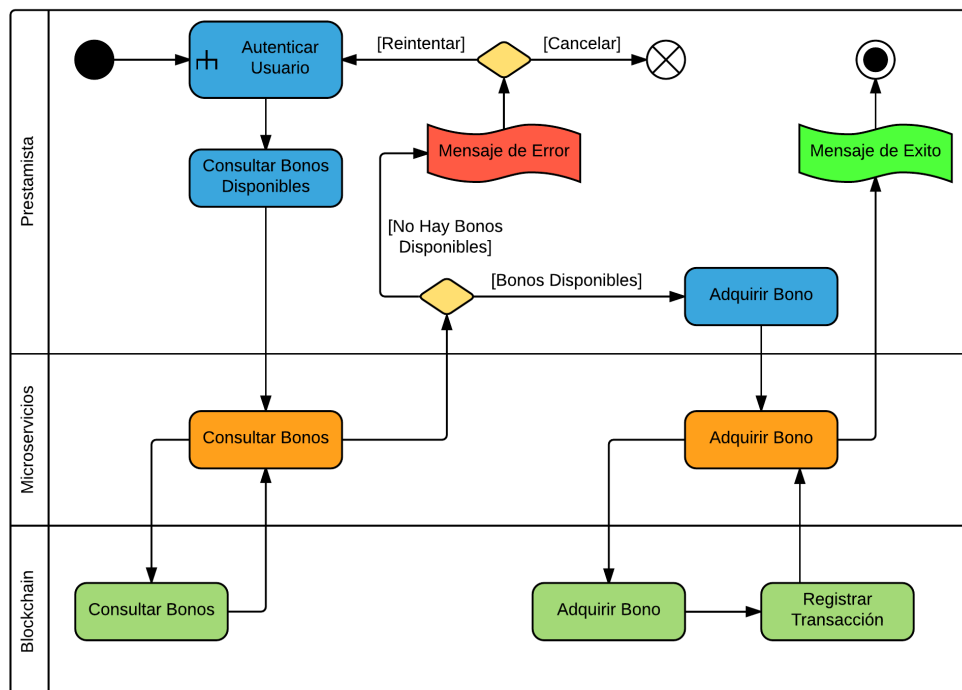 Prestamista
Autenticar
Usuario
[Reintentar]
[Cancelar]
Consultar Bonos
Disponibles
Mensaje de Error
Mensaje de Exito
[No Hay Bonos
Disponibles]
[Bonos Disponibles]
Adquirir Bono
Microservicios
Consultar Bonos
Adquirir Bono
Blockchain
Consultar Bonos
Adquirir Bono
Registrar
Transacción